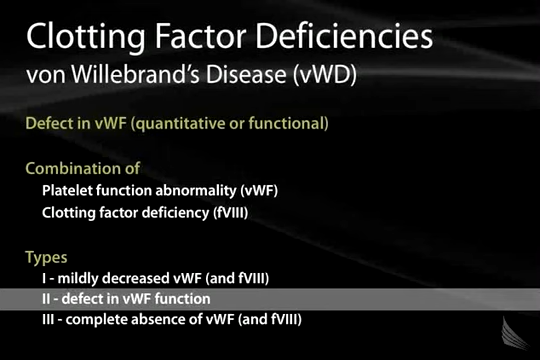 Clotting Factor Deficiencies
von Willebrand's Disease (vWD)
Defect in vWF (quantitative or functional)
Combination of
Platelet function abnormality (vWF)
Clotting factor deficiency (fVIII)
Types
I - mildly decreased vWF (and fVIII)
II - defect in vWF function
III - complete absence of vWF (and fVIII)